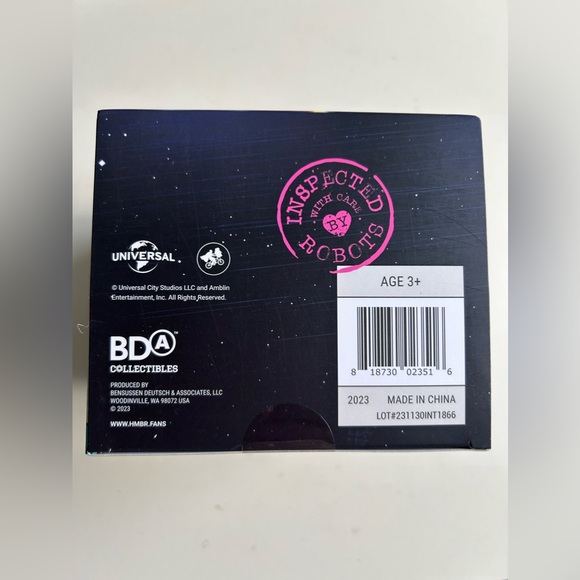 INSPECTED
WITH CARE
BY
ROBOTS
UNIVERSAL
© Universal City Studios LLC and Amblin
Entertainment, Inc. All Rights Reserved.
BDA™
COLLECTIBLES
PRODUCED BY
BENSUSSEN DEUTSCH & ASSOCIATES, LLC
WOODINVILLE, WA 98072 USA
© 2023
WWW.HMBR.FANS
AGE 3+
8 18730 02351 6
2023 MADE IN CHINA
LOT#231130INT1866